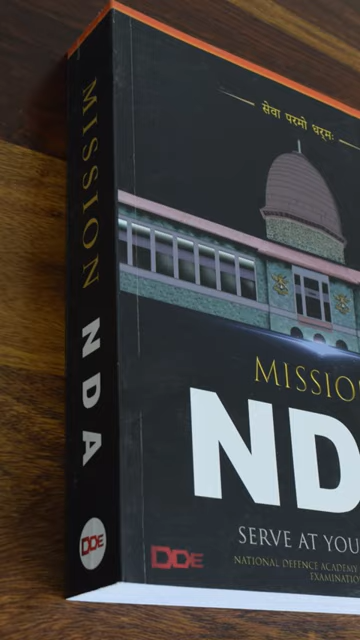 MISSION NDA
DDE
सेवा परमो धर्मः
MISSIO
ND
SERVE AT YOU
NATIONAL DEFENCE ACADEMY
EXAMINATIO
DDE